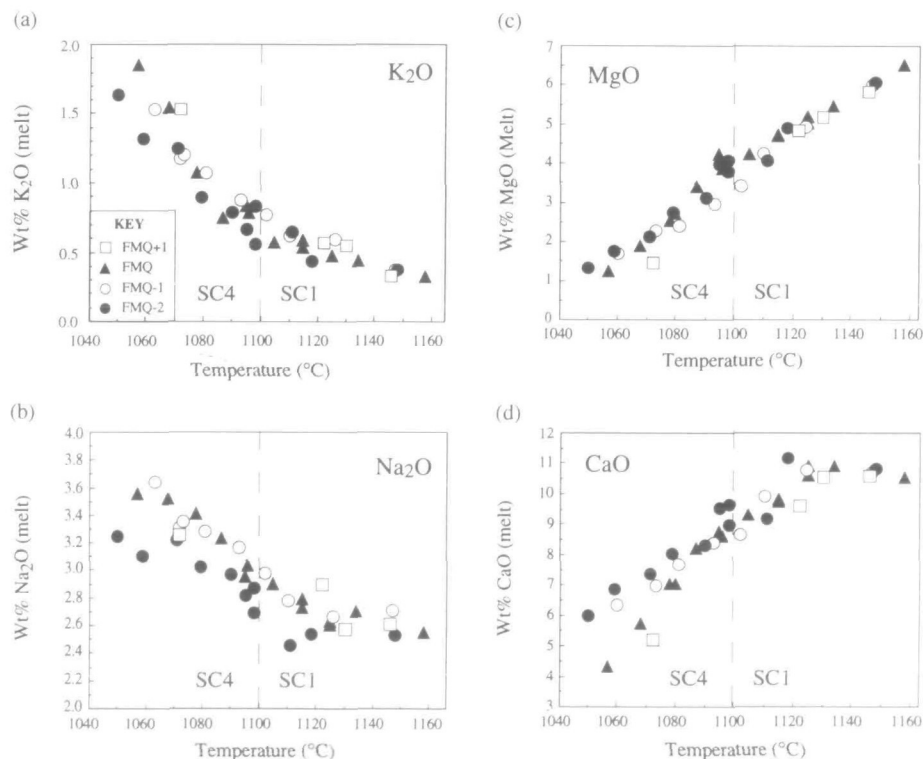 (a)
K2O
Wt% K2O (melt)
2.0
1.5
1.0
0.5
0.0
KEY
FMQ+1
FMQ
FMQ-1
FMQ-2
SC4
SC1
1040 1060 1080 1100 1120 1140 1160
Temperature (°C)
(c)
MgO
Wt% MgO (Melt)
7
6
5
4
3
2
1
0
SC4
SC1
1040 1060 1080 1100 1120 1140 1160
Temperature (°C)
(b)
Na2O
Wt% Na2O (melt)
4.0
3.8
3.6
3.4
3.2
3.0
2.8
2.6
2.4
2.2
2.0
SC4
SC1
1040 1060 1080 1100 1120 1140 1160
Temperature (°C)
(d)
CaO
Wt% CaO (melt)
12
11
10
9
8
7
6
5
4
3
SC4
SC1
1040 1060 1080 1100 1120 1140 1160
Temperature (°C)